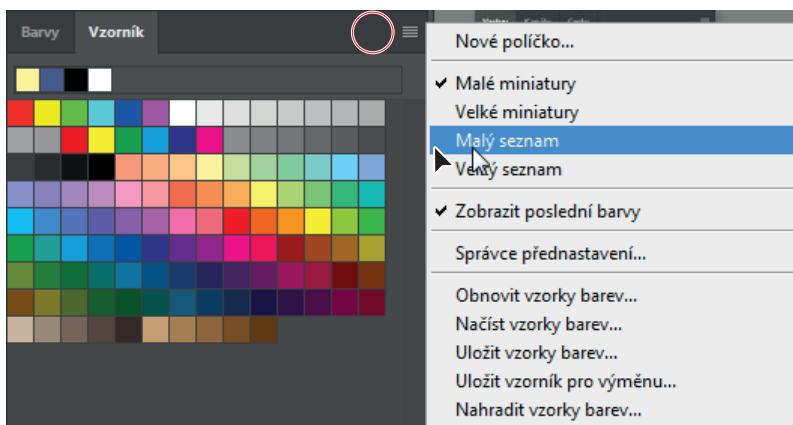 Barvy Vzorník
Nové políčko...
Malé miniatury
Velké miniatury
Malý seznam
Velký seznam
Zobrazit poslední barvy
Správce přednastavení...
Obnovit vzorky barev...
Načíst vzorky barev...
Uložit vzorky barev...
Uložit vzorník pro výměnu...
Nahradit vzorky barev...